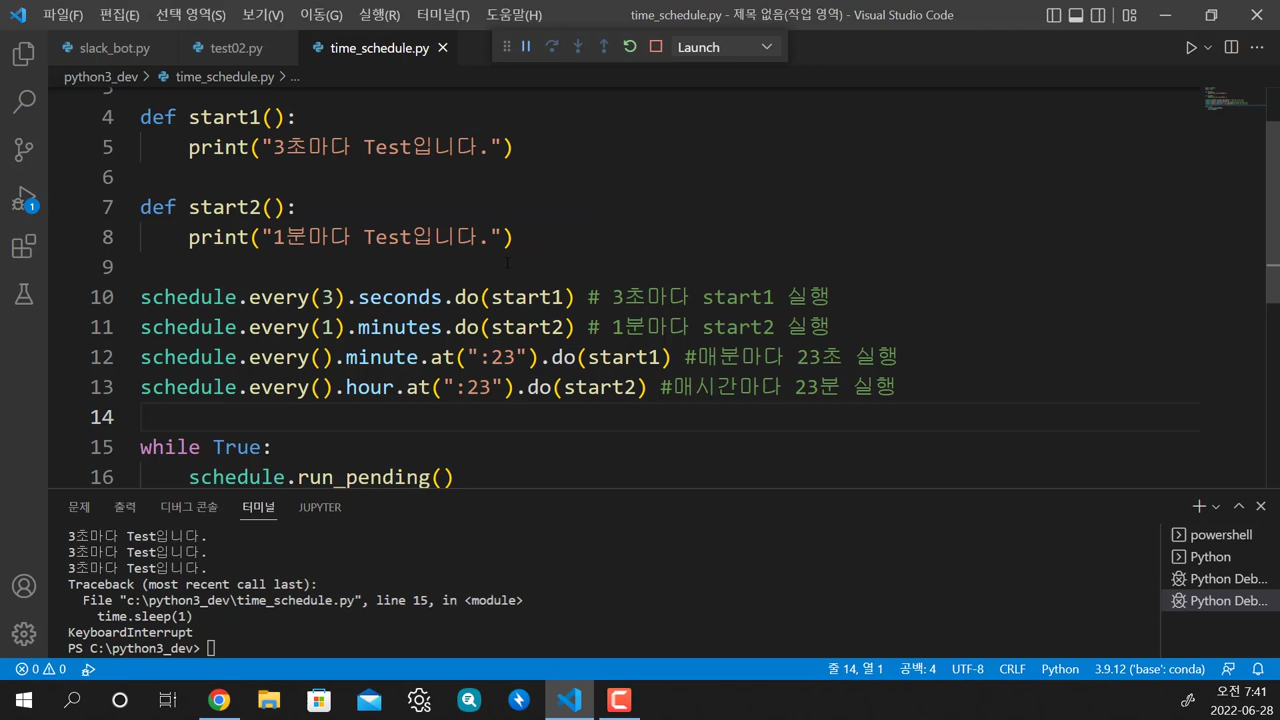 파일(F) 편집(E) 선택 영역(S) 보기(V) 이동(G) 실행(R) 터미널(T) 도움말(H) time_schedule.py - 제목 없음(작업 영역) - Visual Studio Code
slack_bot.py test02.py time_schedule.py Launch
python3_dev > time_schedule.py > ...
3
4 def start1():
5 print("3초마다 Test입니다.")
6
7 def start2():
8 print("1분마다 Test입니다.")
9
10 schedule.every(3).seconds.do(start1) # 3초마다 start1 실행
11 schedule.every(1).minutes.do(start2) # 1분마다 start2 실행
12 schedule.every().minute.at(":23").do(start1) #매분마다 23초 실행
13 schedule.every().hour.at(":23").do(start2) #매시간마다 23분 실행
14
15 while True:
16 schedule.run_pending()
1
문제 출력 디버그 콘솔 터미널 JUPYTER
3초마다 Test입니다.
3초마다 Test입니다.
3초마다 Test입니다.
Traceback (most recent call last):
File "c:\python3_dev\time_schedule.py", line 15, in <module>
time.sleep(1)
KeyboardInterrupt
PS C:\python3_dev>
powershell
Python
Python Deb...
Python Deb...
0 0 줄 14, 열 1 공백: 4 UTF-8 CRLF Python 3.9.12 ('base': conda)
오전 7:41
2022-06-28